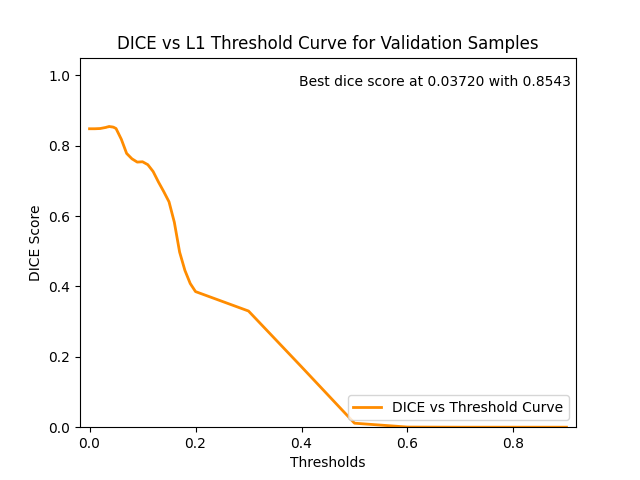 DICE vs L1 Threshold Curve for Validation Samples
Best dice score at 0.03720 with 0.8543
1.0
0.8
0.6
0.4
0.2
0.0
DICE Score
DICE vs Threshold Curve
0.0 0.2 0.4 0.6 0.8
Thresholds